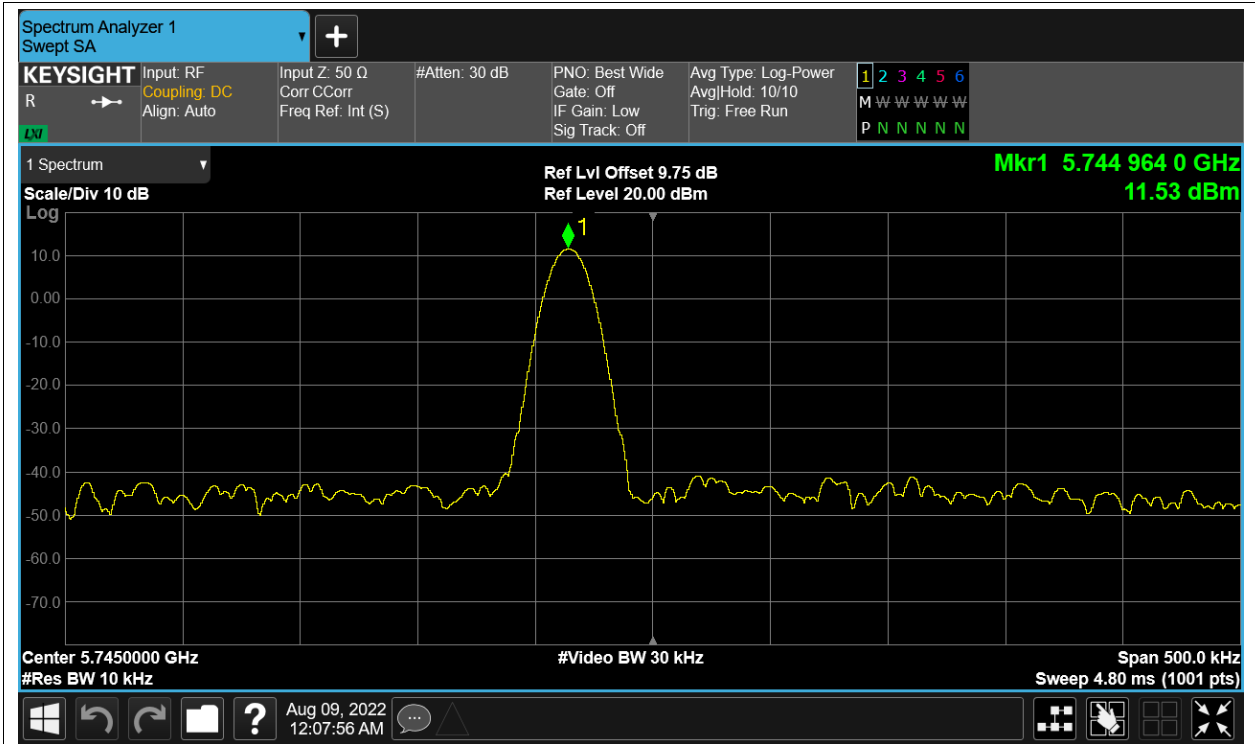 Spectrum Analyzer 1
Swept SA
+
KEYSIGHT
R
LXI
Input: RF
Coupling: DC
Align: Auto
Input Z: 50 Ω
Corr CCorr
Freq Ref: Int (S)
#Atten: 30 dB
PNO: Best Wide
Gate: Off
IF Gain: Low
Sig Track: Off
Avg Type: Log-Power
Avg|Hold: 10/10
Trig: Free Run
1 2 3 4 5 6
M W W W W W W
P N N N N N N
1 Spectrum
Scale/Div 10 dB
Log
Ref Lvl Offset 9.75 dB
Ref Level 20.00 dBm
Mkr1 5.744 964 0 GHz
11.53 dBm
1
10.0
0.00
-10.0
-20.0
-30.0
-40.0
-50.0
-60.0
-70.0
Center 5.7450000 GHz
#Video BW 30 kHz
Span 500.0 kHz
#Res BW 10 kHz
Sweep 4.80 ms (1001 pts)
?
Aug 09, 2022
12:07:56 AM